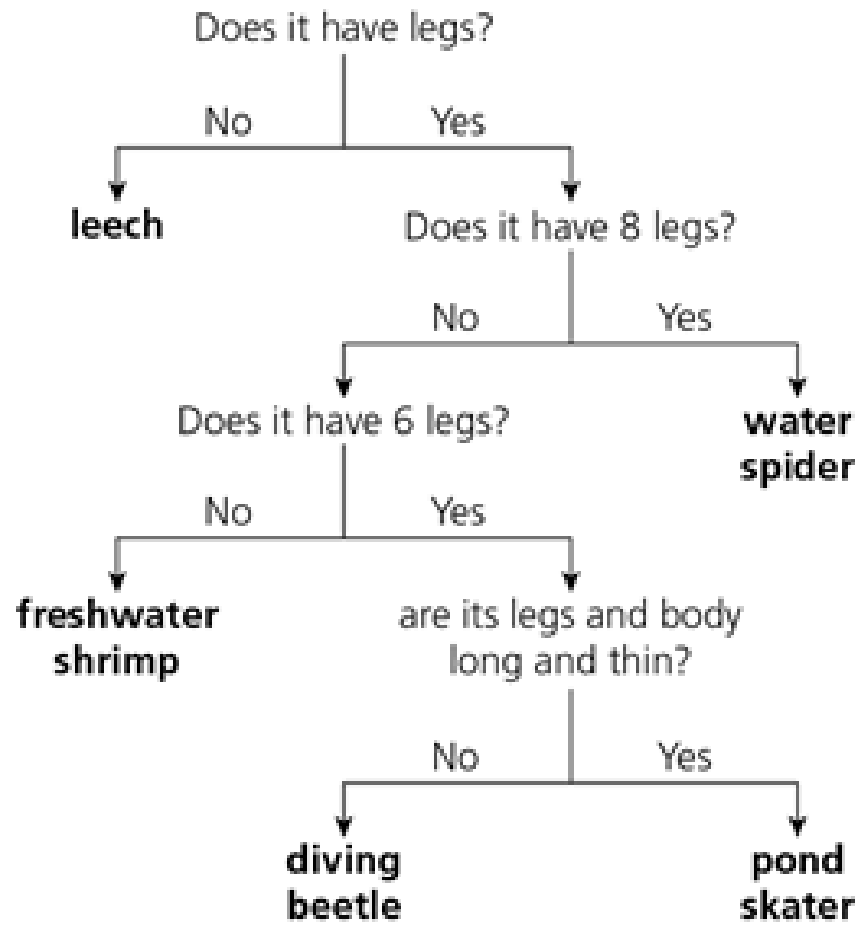 Does it have legs?
No
Yes
leech
Does it have 8 legs?
No
Yes
Does it have 6 legs?
water
spider
No
Yes
freshwater
shrimp
are its legs and body
long and thin?
No
Yes
diving
beetle
pond
skater